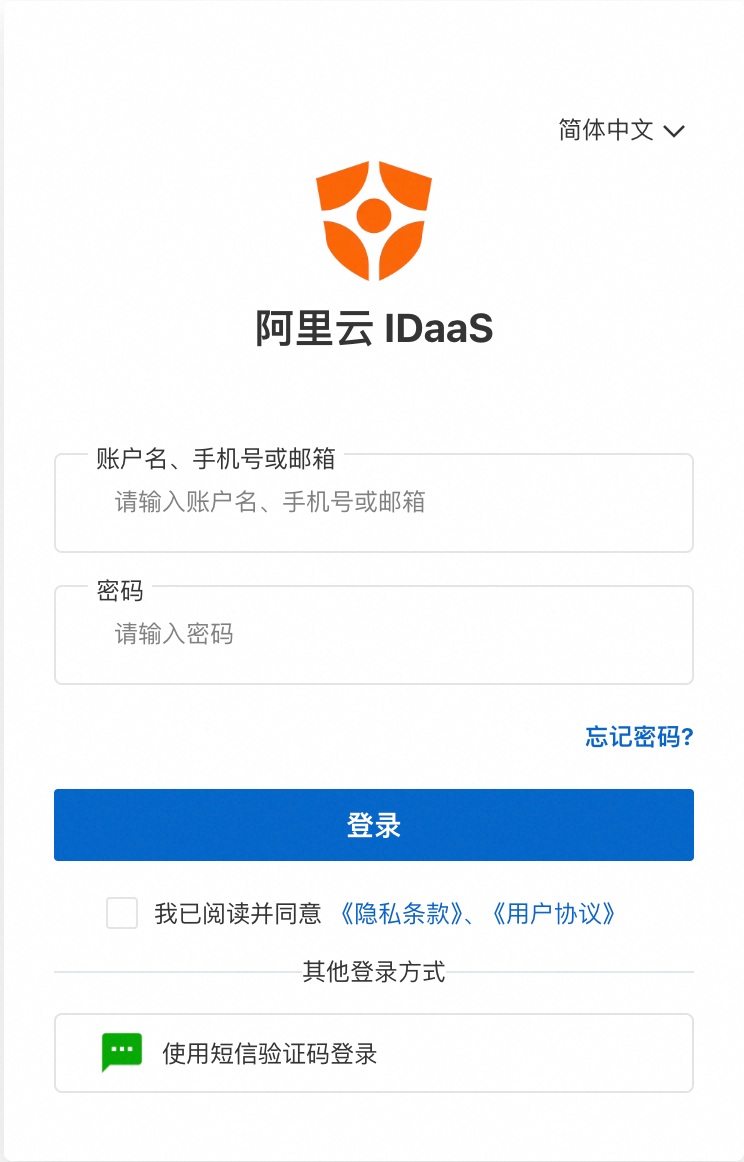 简体中文
阿里云 IDaaS
账户名、手机号或邮箱
请输入账户名、手机号或邮箱
密码
请输入密码
忘记密码?
登录
我已阅读并同意 《隐私条款》、《用户协议》
其他登录方式
使用短信验证码登录